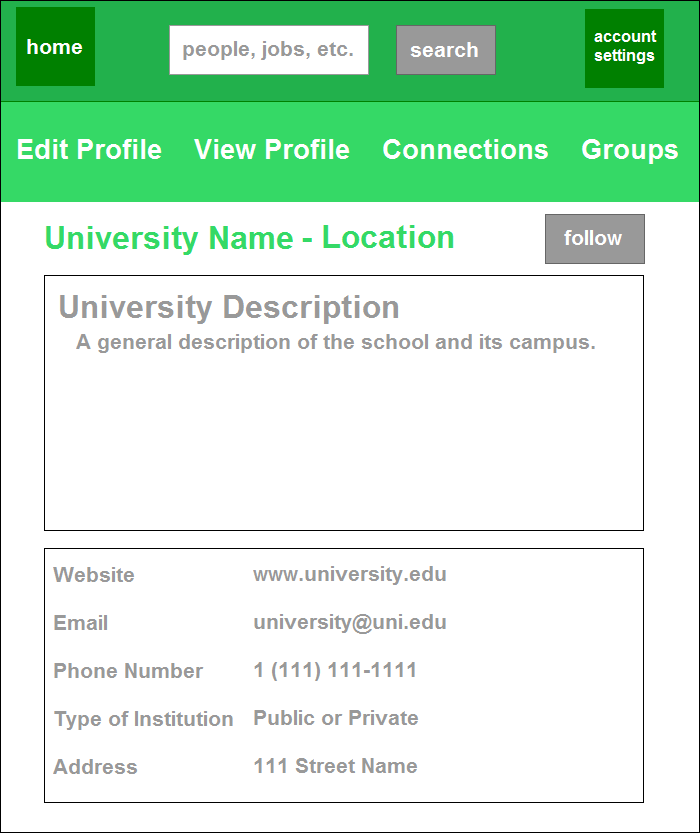 home
people, jobs, etc.
search
account
settings
Edit Profile View Profile Connections Groups
University Name - Location
follow
University Description
A general description of the school and its campus.
Website www.university.edu
Email university@uni.edu
Phone Number 1 (111) 111-1111
Type of Institution Public or Private
Address 111 Street Name